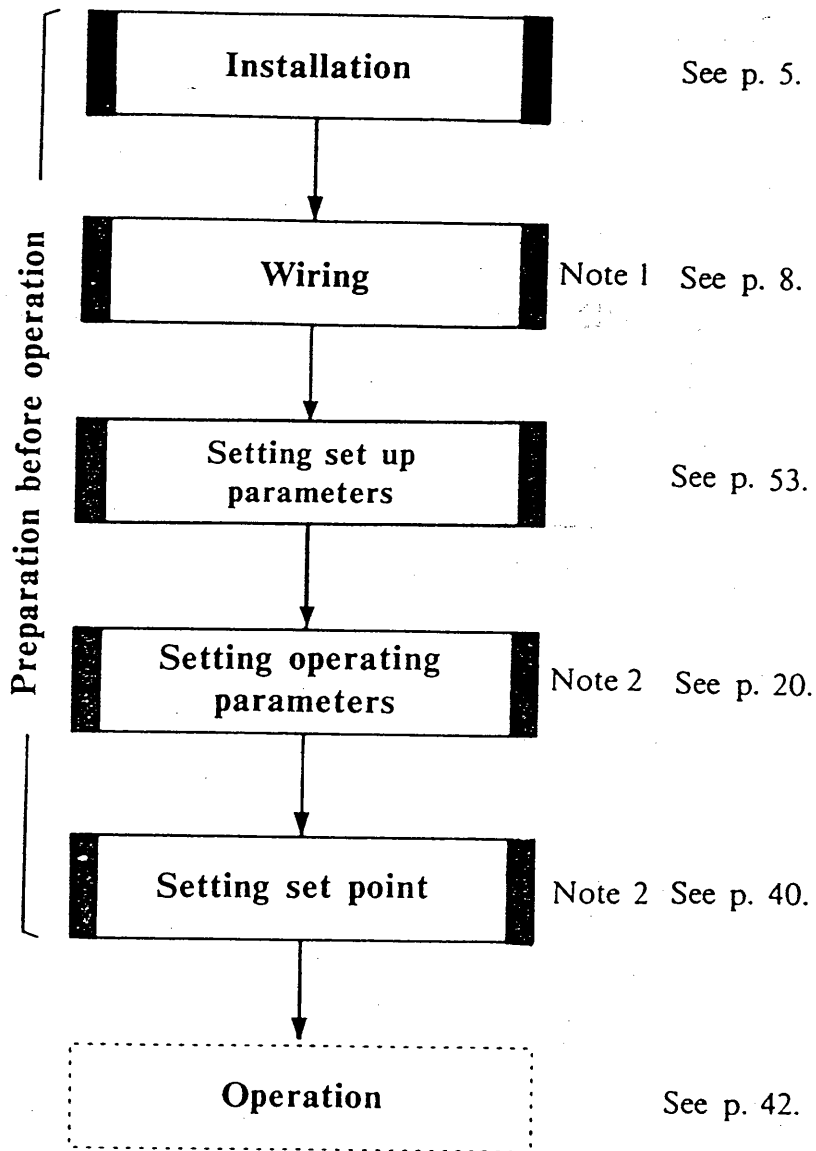 Preparation before operation
Installation
See p. 5.
Wiring
Note 1 See p. 8.
Setting set up
parameters
See p. 53.
Setting operating
parameters
Note 2 See p. 20.
Setting set point
Note 2 See p. 40.
Operation
See p. 42.